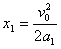 x₁ = v₀² / 2a₁